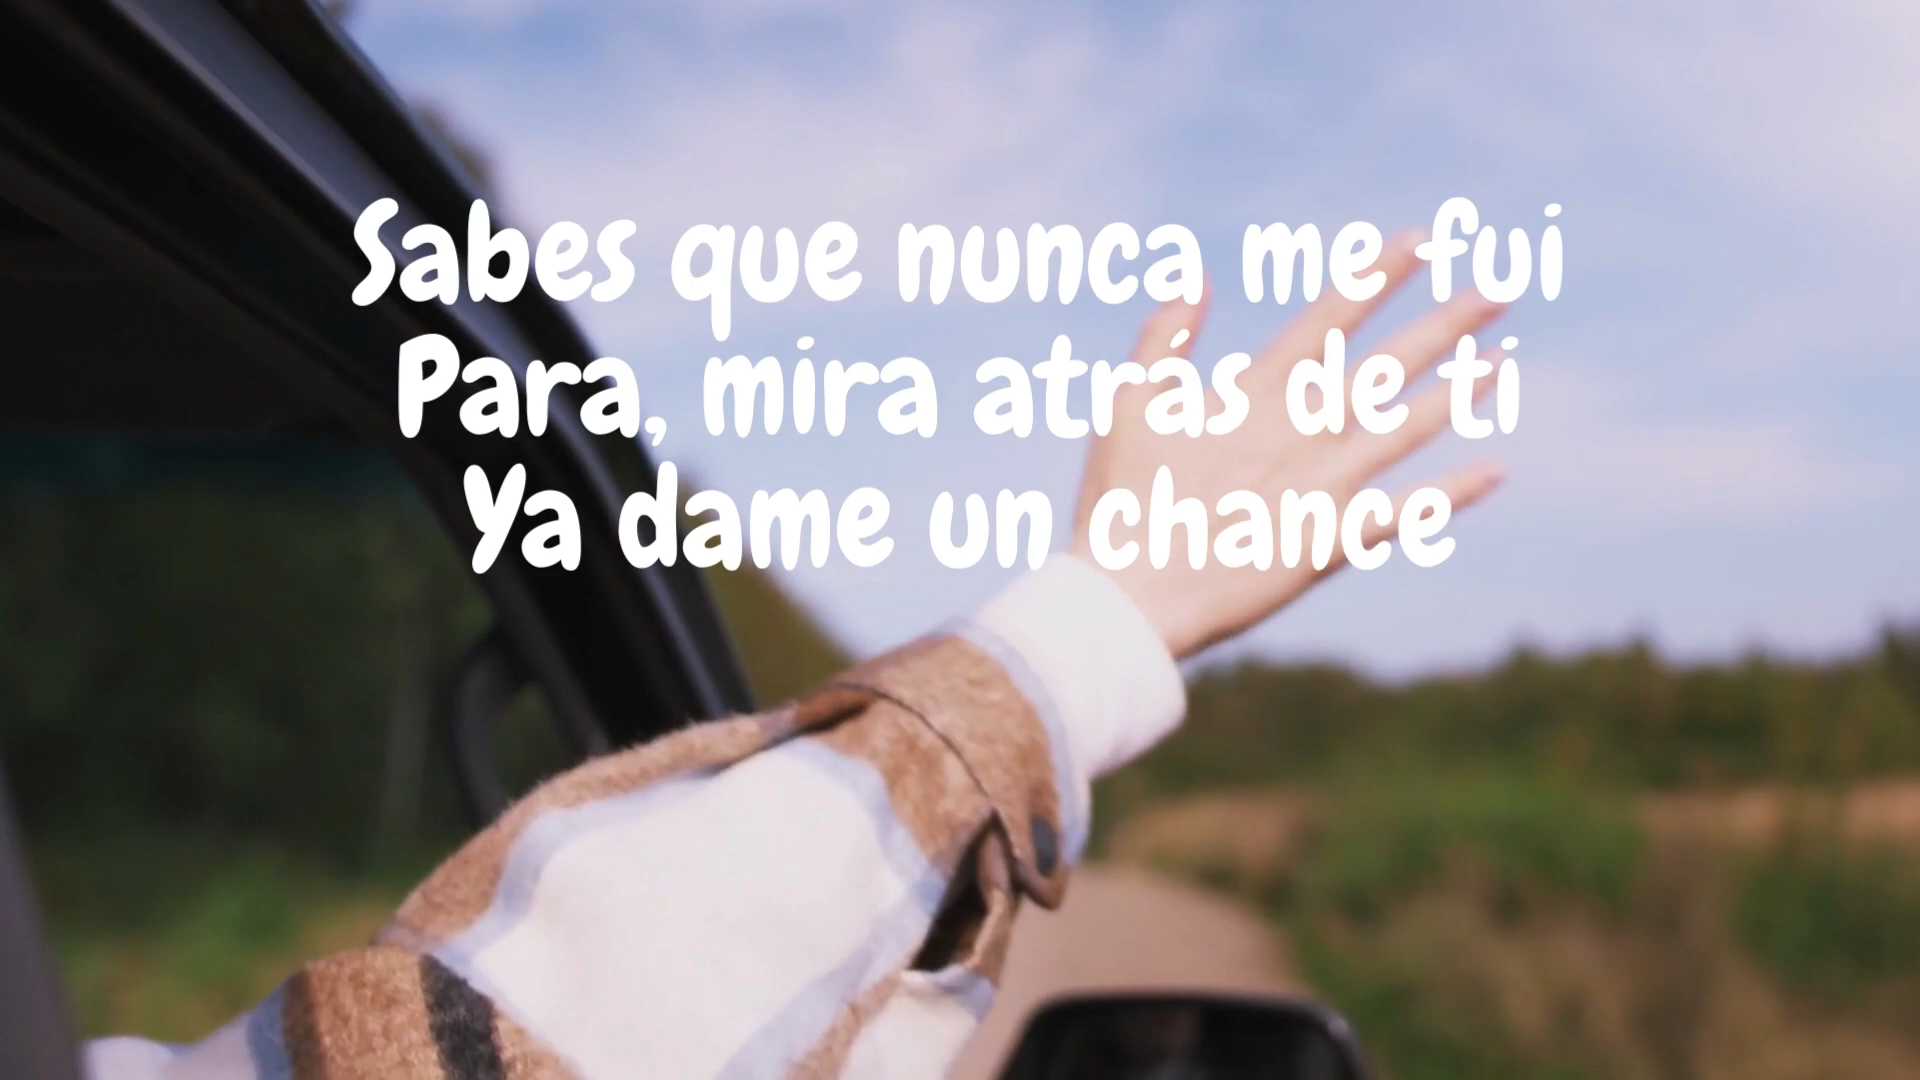 Sabes que nunca me fui
Para, mira atrás de ti
Ya dame un chance